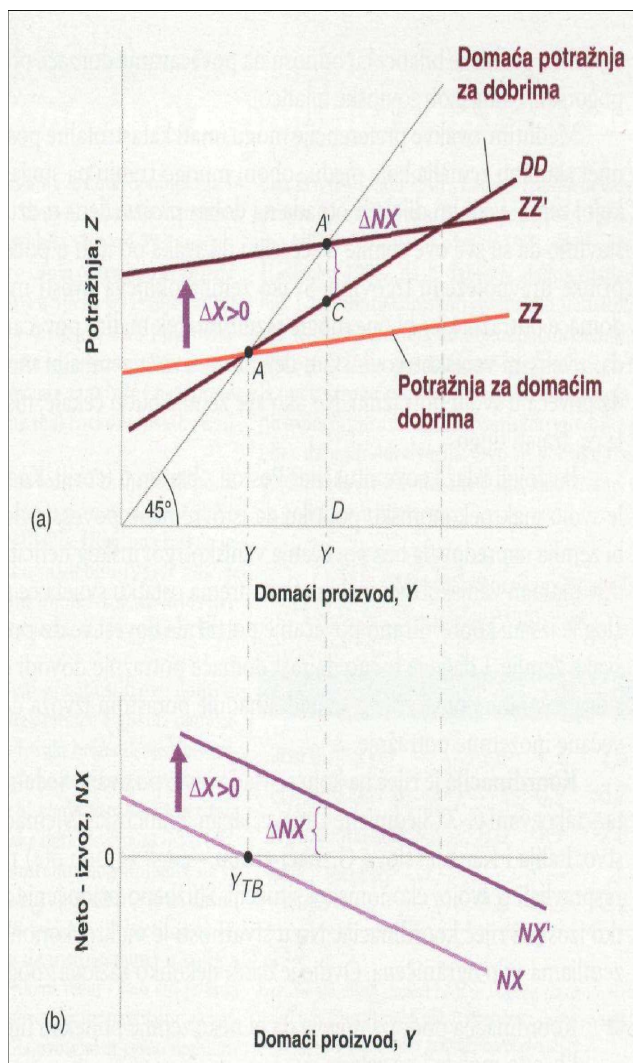 Domaća potražnja
za dobrima
DD
ZZ'
ΔNX
A'
Potražnja, Z
ΔX>0
C
ZZ
A
Potražnja za domaćim
dobrima
45°
D
(a)
Y
Y'
Domaći proizvod, Y
Neto izvoz, NX
ΔX>0
ΔNX
0
Y_TB
NX'
NX
(b)
Domaći proizvod, Y